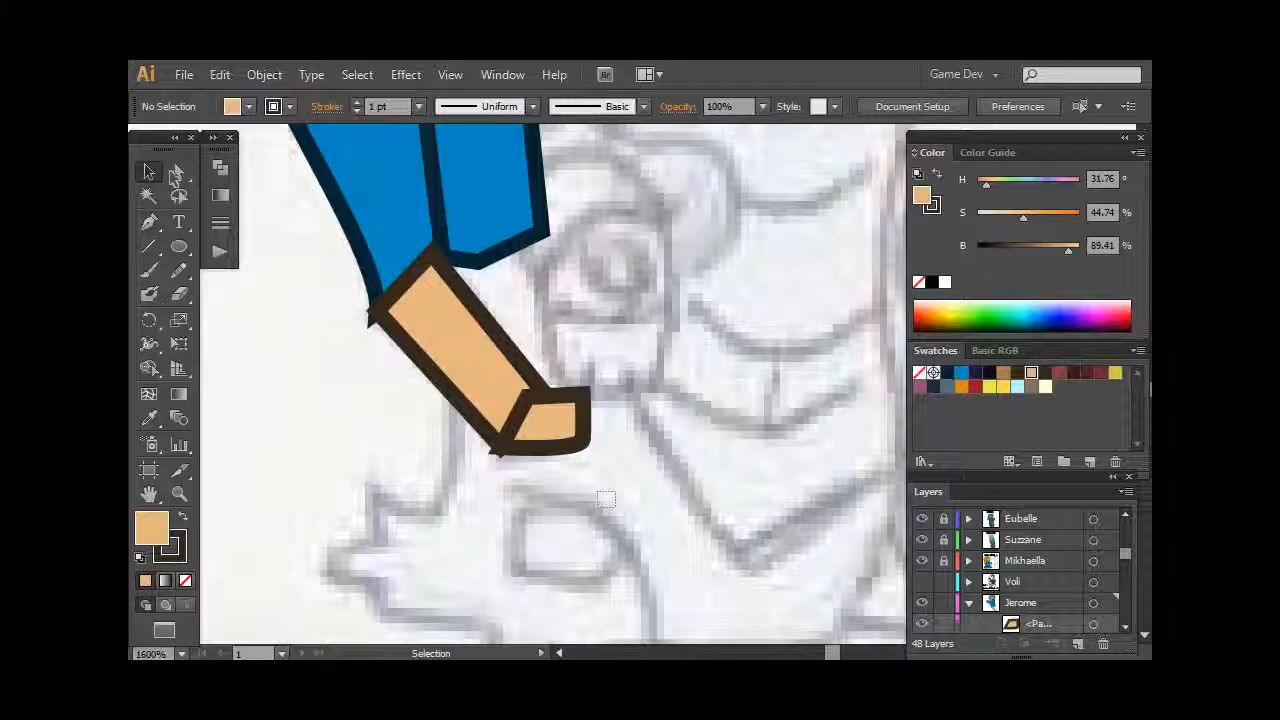 Ai File Edit Object Type Select Effect View Window Help Br Game Dev
No Selection Stroke: 1 pt Uniform Basic Opacity: 100% Style: Document Setup Preferences
Color Color Guide
H 31.76 °
S 44.74 %
B 89.41 %
Swatches Basic RGB
Layers
Eubelle
Suzzane
Mikhaella
Voli
Jerome
<Pa...
48 Layers
1600% 1 Selection